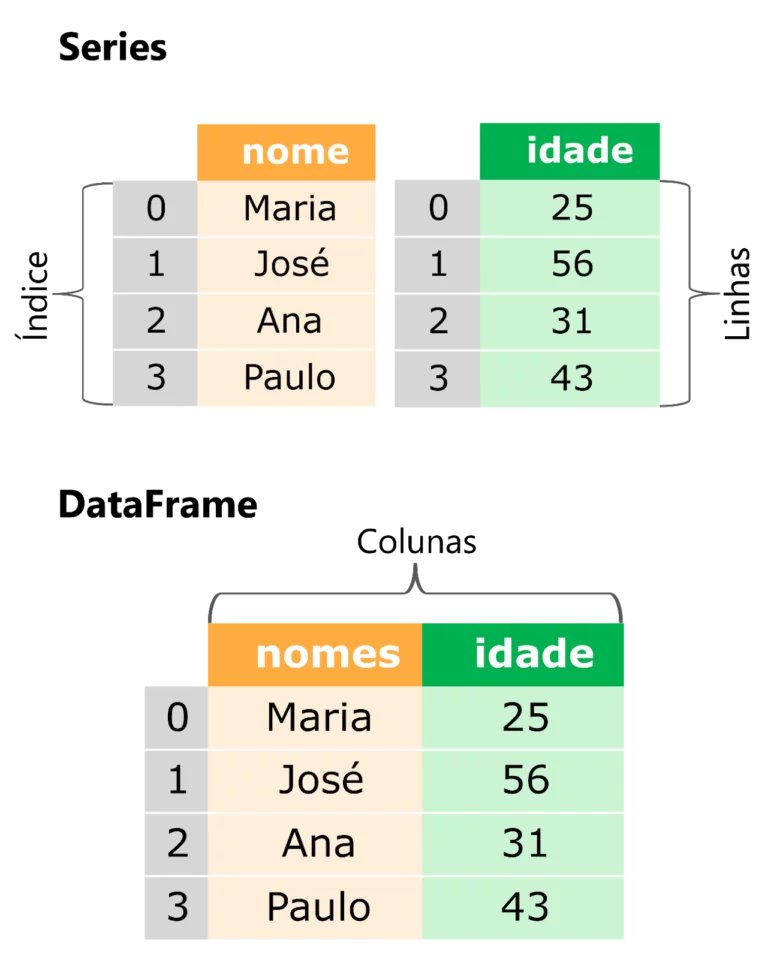 Series
nome
idade
Índice
0 Maria 0 25
1 José 1 56
2 Ana 2 31
3 Paulo 3 43
Linhas
DataFrame
Colunas
nomes idade
0 Maria 25
1 José 56
2 Ana 31
3 Paulo 43